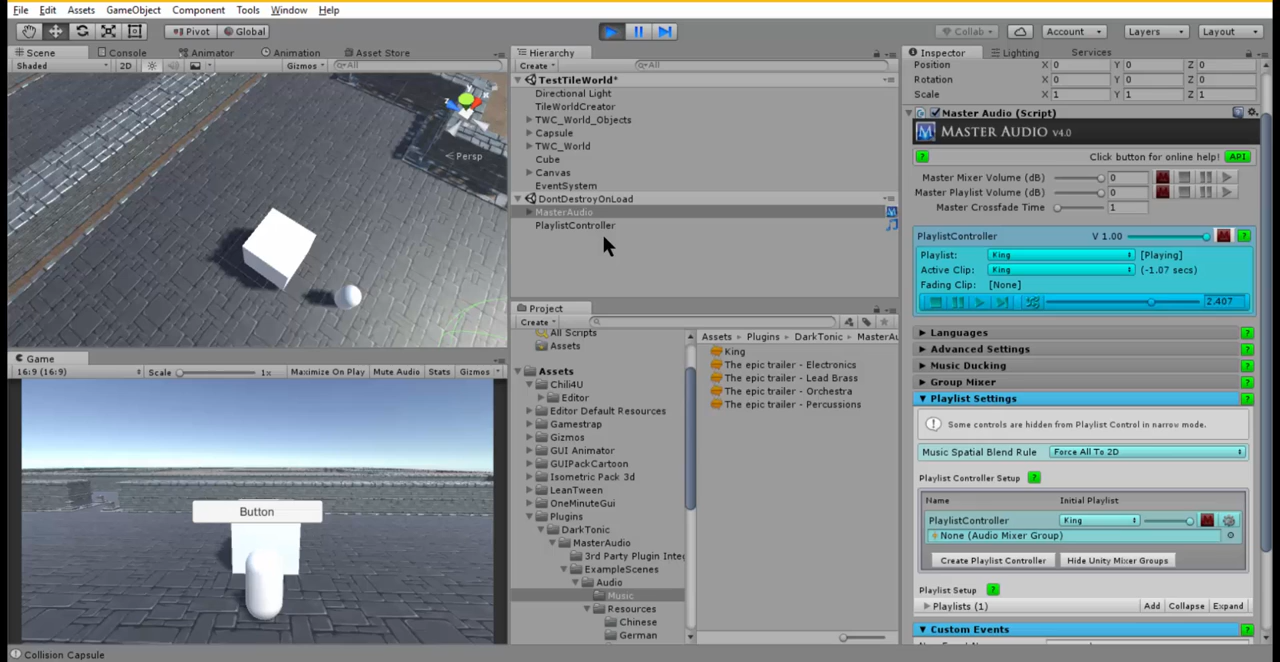 File Edit Assets GameObject Component Tools Window Help
Pivot Global
Collab Account Layers Layout
Scene Console Animator Animation Asset Store
Shaded 2D Gizmos All
Persp
Game
16:9 (16:9) Scale 1x Maximize On Play Mute Audio Stats Gizmos
Button
Collision Capsule
Hierarchy
Create All
TestTileWorld*
Directional Light
TileWorldCreator
TWC_World_Objects
Capsule
TWC_World
Cube
Canvas
EventSystem
DontDestroyOnLoad
MasterAudio
PlaylistController
Project
Create
All Scripts
Assets
Assets
Chili4U
Editor
Editor Default Resources
Gamestrap
Gizmos
GUI Animator
GUIPackCartoon
Isometric Pack 3d
LeanTween
OneMinuteGui
Plugins
DarkTonic
MasterAudio
3rd Party Plugin Integ
ExampleScenes
Audio
Music
Resources
Chinese
German
Assets Plugins DarkTonic MasterAu
King
The epic trailer - Electronics
The epic trailer - Lead Brass
The epic trailer - Orchestra
The epic trailer - Percussions
Inspector Lighting Services
Position X 0 Y 0 Z 0
Rotation X 0 Y 0 Z 0
Scale X 1 Y 1 Z 1
Master Audio (Script)
MASTER AUDIO V4.0
? Click button for online help! API
Master Mixer Volume (dB) 0
Master Playlist Volume (dB) 0
Master Crossfade Time 1
PlaylistController V 1.00 ?
Playlist: King [Playing]
Active Clip: King (-1.07 secs)
Fading Clip: [None]
2.407
Languages ?
Advanced Settings ?
Music Ducking ?
Group Mixer ?
Playlist Settings ?
! Some controls are hidden from Playlist Control in narrow mode.
Music Spatial Blend Rule Force All To 2D
Playlist Controller Setup ?
Name Initial Playlist
PlaylistController King
None (Audio Mixer Group)
Create Playlist Controller Hide Unity Mixer Groups
Playlist Setup ?
Playlists (1) Add Collapse Expand
Custom Events ?